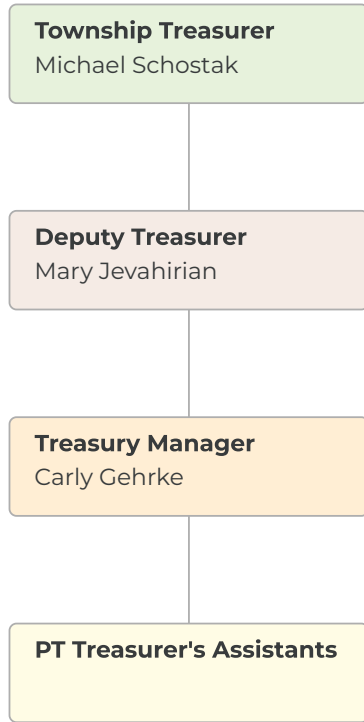 Township Treasurer
Michael Schostak
Deputy Treasurer
Mary Jevahirian
Treasury Manager
Carly Gehrke
PT Treasurer's Assistants